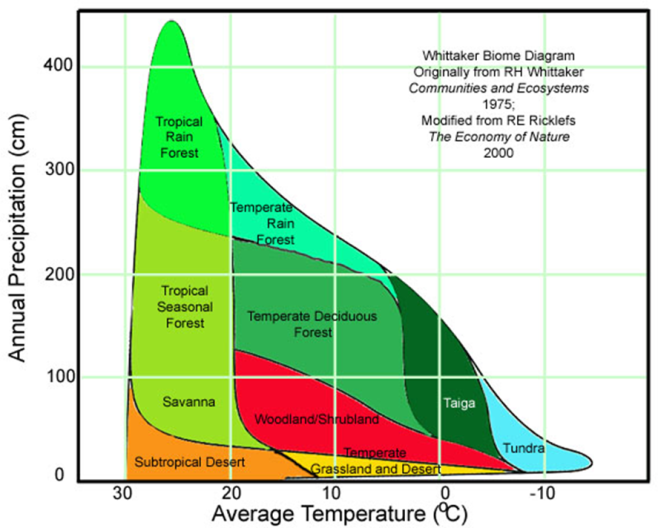 Whittaker Biome Diagram
Originally from RH Whittaker
Communities and Ecosystems
1975;
Modified from RE Ricklefs
The Economy of Nature
2000
Annual Precipitation (cm)
400
300
200
100
0
Tropical
Rain
Forest
Temperate
Rain
Forest
Tropical
Seasonal
Forest
Temperate Deciduous
Forest
Savanna
Woodland/Shrubland
Taiga
Tundra
Temperate
Grassland and Desert
Subtropical Desert
30
20
10
0
-10
Average Temperature (°C)